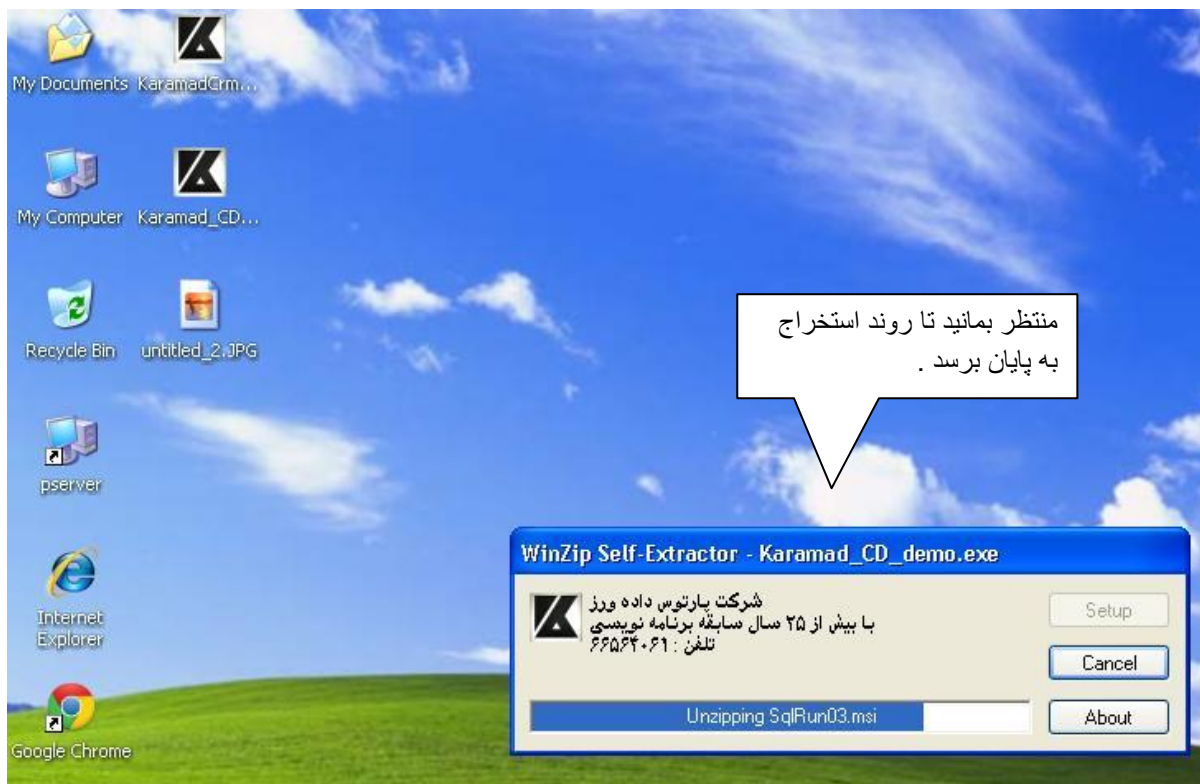 My Documents
KaramadCrm...
My Computer
Karamad_CD...
Recycle Bin
untitled_2.JPG
pserver
Internet
Explorer
Google Chrome
منتظر بمانید تا روند استخراج
به پایان برسد .
WinZip Self-Extractor - Karamad_CD_demo.exe
شرکت پارتوس داده ورز
با بیش از ۲۵ سال سابقه برنامه نویسی
تلفن : ۶۶۵۶۴۰۶۱
Setup
Cancel
Unzipping SqlRun03.msi
About